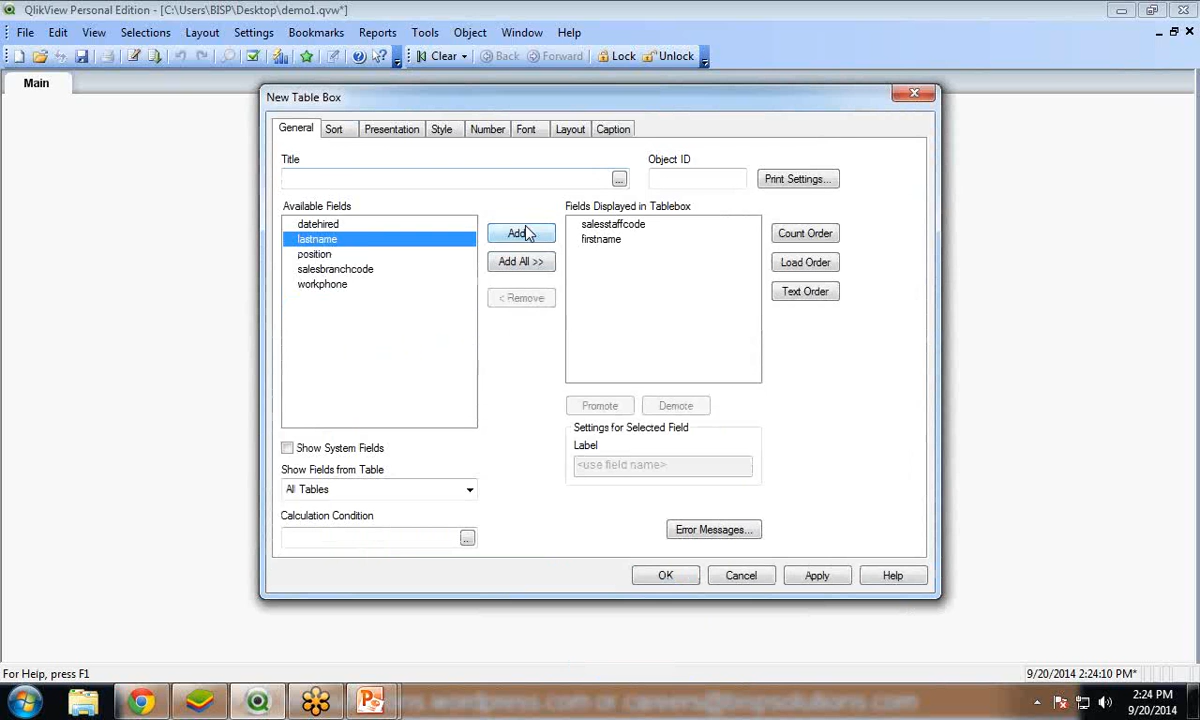 QlikView Personal Edition - [C:\Users\BISP\Desktop\demo1.qvw*]
File Edit View Selections Layout Settings Bookmarks Reports Tools Object Window Help
Clear Back Forward Lock Unlock
Main
New Table Box
General Sort Presentation Style Number Font Layout Caption
Title
Object ID
... Print Settings...
Available Fields
Fields Displayed in Tablebox
datehired
lastname
position
salesbranchcode
workphone
Add
Add All >>
< Remove
salesstaffcode
firstname
Count Order
Load Order
Text Order
Promote Demote
Settings for Selected Field
Label
<use field name>
Show System Fields
Show Fields from Table
All Tables
Calculation Condition
...
Error Messages...
OK Cancel Apply Help
For Help, press F1
9/20/2014 2:24:10 PM*
wordpress.com or
2:24 PM
9/20/2014